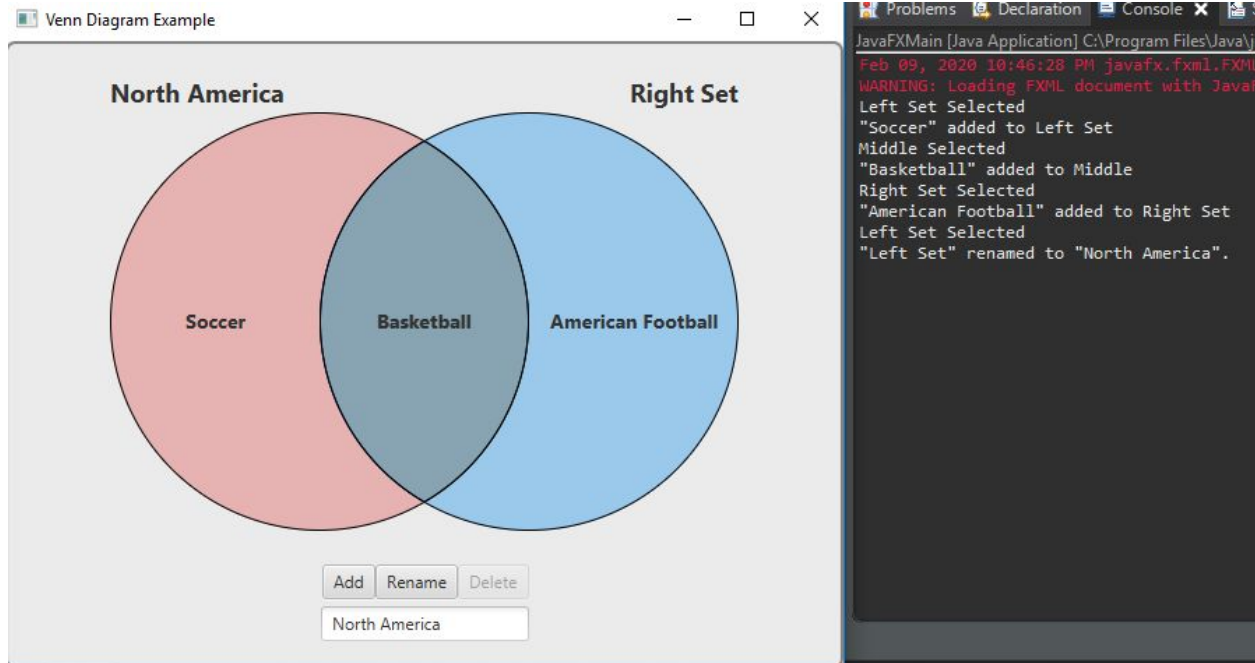 Venn Diagram Example
North America
Right Set
Soccer
Basketball
American Football
Add
Rename
Delete
North America
Problems
Declaration
Console
JavaFXMain [Java Application] C:\Program Files\Java\j
Feb 09, 2020 10:46:28 PM javafx.fxml.FXML
WARNING: Loading FXML document with JavaF
Left Set Selected
"Soccer" added to Left Set
Middle Selected
"Basketball" added to Middle
Right Set Selected
"American Football" added to Right Set
Left Set Selected
"Left Set" renamed to "North America".